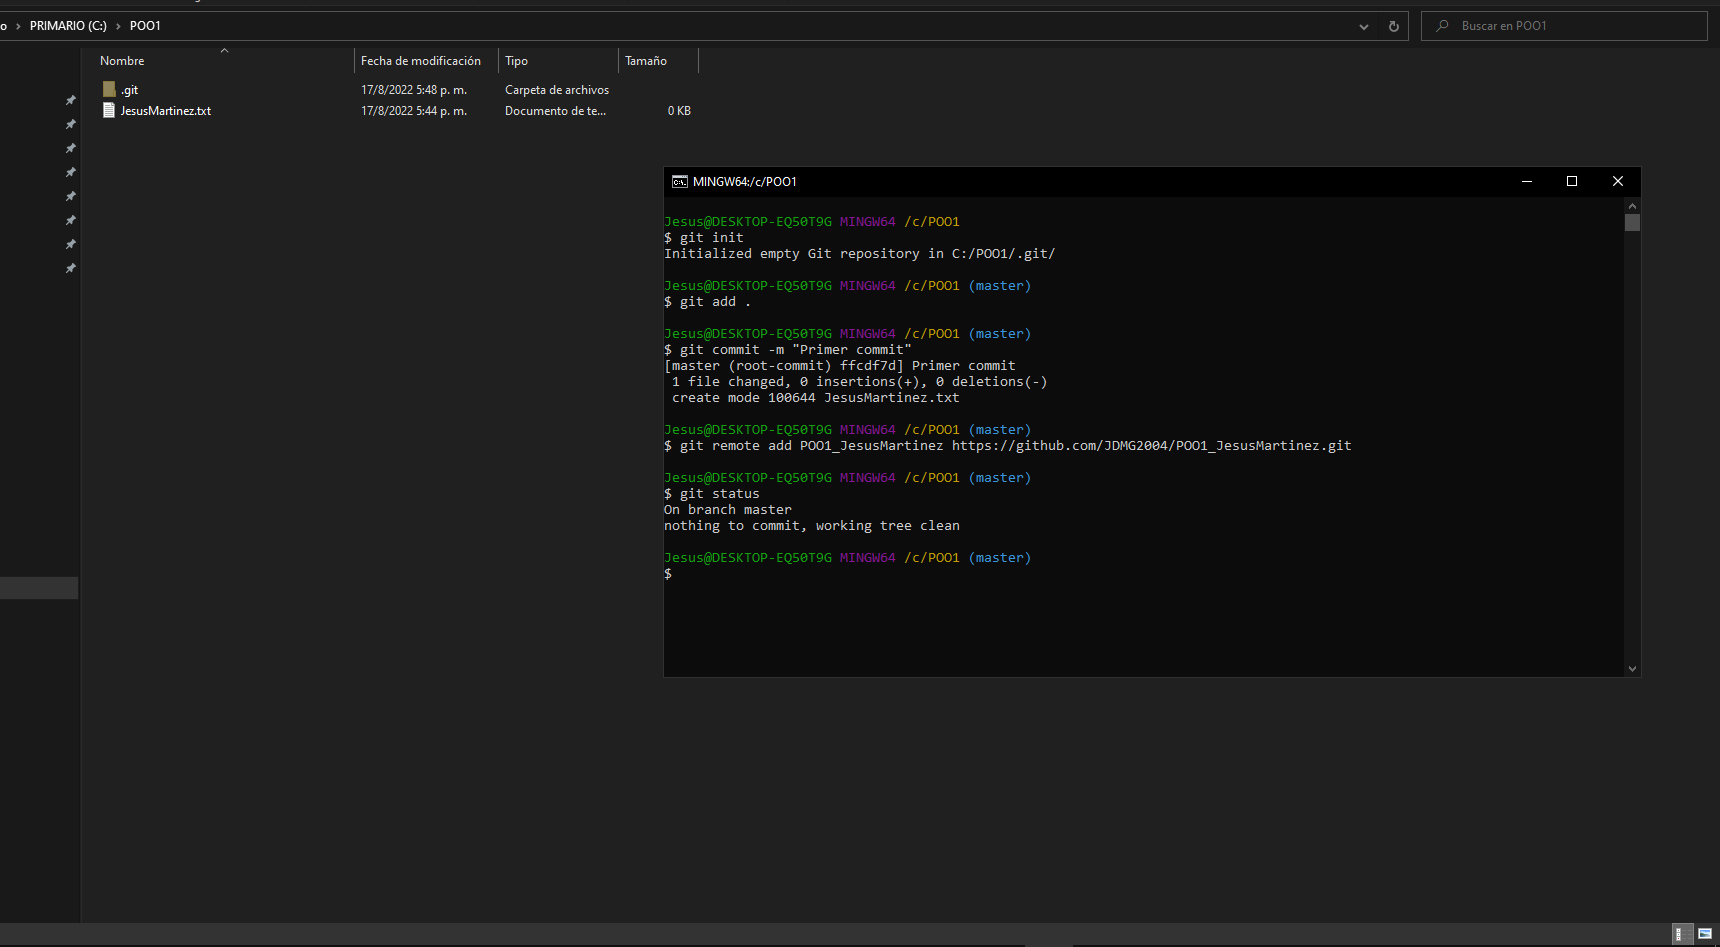 o > PRIMARIO (C:) > POO1
Buscar en POO1
Nombre Fecha de modificación Tipo Tamaño
.git 17/8/2022 5:48 p. m. Carpeta de archivos
JesusMartinez.txt 17/8/2022 5:44 p. m. Documento de te... 0 KB
MINGW64:/c/POO1
Jesus@DESKTOP-EQ50T9G MINGW64 /c/POO1
$ git init
Initialized empty Git repository in C:/POO1/.git/
Jesus@DESKTOP-EQ50T9G MINGW64 /c/POO1 (master)
$ git add .
Jesus@DESKTOP-EQ50T9G MINGW64 /c/POO1 (master)
$ git commit -m "Primer commit"
[master (root-commit) ffcdf7d] Primer commit
1 file changed, 0 insertions(+), 0 deletions(-)
create mode 100644 JesusMartinez.txt
Jesus@DESKTOP-EQ50T9G MINGW64 /c/POO1 (master)
$ git remote add POO1_JesusMartinez https://github.com/JDMG2004/POO1_JesusMartinez.git
Jesus@DESKTOP-EQ50T9G MINGW64 /c/POO1 (master)
$ git status
On branch master
nothing to commit, working tree clean
Jesus@DESKTOP-EQ50T9G MINGW64 /c/POO1 (master)
$